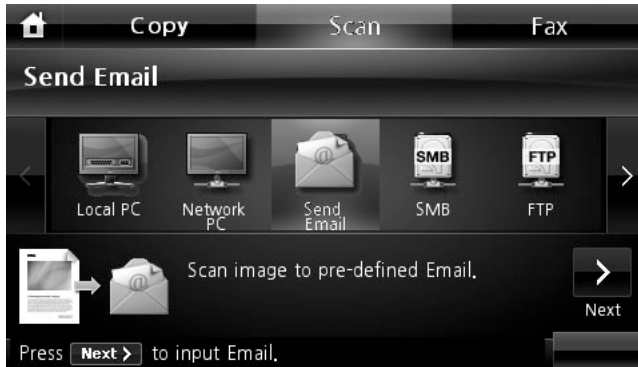 Copy Scan Fax
Send Email
SMB FTP
Local PC Network PC Send Email SMB FTP
Scan image to pre-defined Email.
Next
Press Next > to input Email.